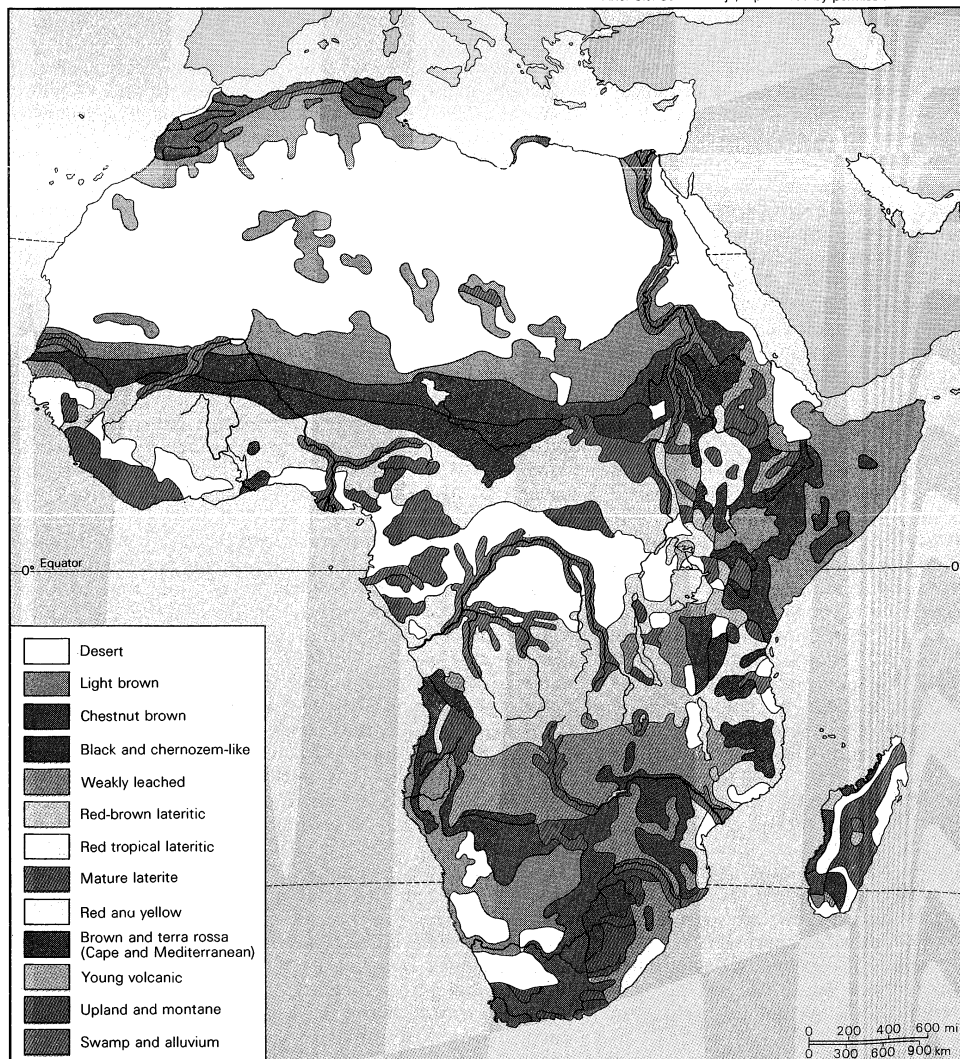 0° Equator
0
Desert
Light brown
Chestnut brown
Black and chernozem-like
Weakly leached
Red-brown lateritic
Red tropical lateritic
Mature laterite
Red anu yellow
Brown and terra rossa
(Cape and Mediterranean)
Young volcanic
Upland and montane
Swamp and alluvium
0 200 400 600 mi
0 300 600 900 km